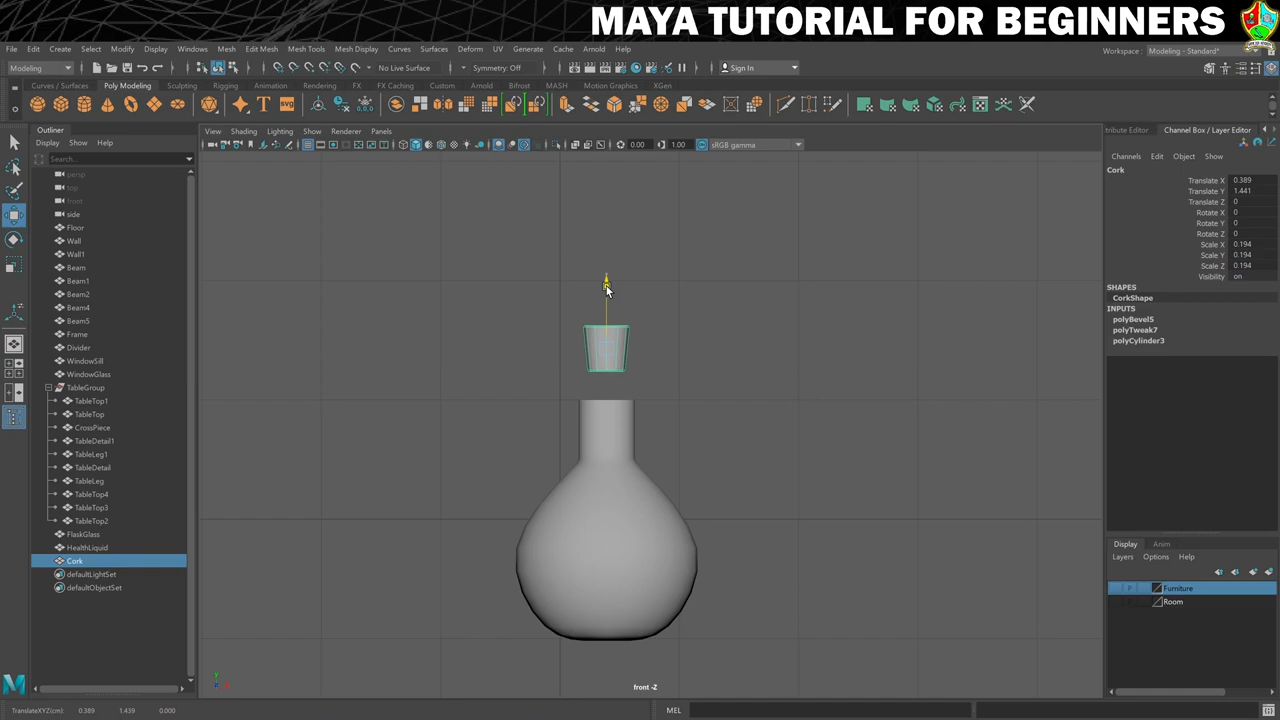 MAYA TUTORIAL FOR BEGINNERS
File Edit Create Select Modify Display Windows Mesh Edit Mesh Mesh Tools Mesh Display Curves Surfaces Deform UV Generate Cache Arnold Help
Workspace: Modeling - Standard*
Modeling
No Live Surface
Symmetry: Off
Sign In
Curves / Surfaces Poly Modeling Sculpting Rigging Animation Rendering FX FX Caching Custom Arnold Bifrost MASH Motion Graphics XGen
Outliner
Display Show Help
Search...
persp
top
front
side
Floor
Wall
Wall1
Beam
Beam1
Beam2
Beam4
Beam5
Frame
Divider
WindowSill
WindowGlass
TableGroup
TableTop1
TableTop
CrossPiece
TableDetail1
TableLeg1
TableDetail
TableLeg
TableTop4
TableTop3
TableTop2
FlaskGlass
HealthLiquid
Cork
defaultLightSet
defaultObjectSet
View Shading Lighting Show Renderer Panels
0.00 1.00 sRGB gamma
front -Z
tribute Editor Channel Box / Layer Editor
Channels Edit Object Show
Cork
Translate X 0.389
Translate Y 1.441
Translate Z 0
Rotate X 0
Rotate Y 0
Rotate Z 0
Scale X 0.194
Scale Y 0.194
Scale Z 0.194
Visibility on
SHAPES
CorkShape
INPUTS
polyBevel5
polyTweak7
polyCylinder3
Display Anim
Layers Options Help
P Furniture
Room
TranslateXYZ(cm): 0.389 1.439 0.000
MEL